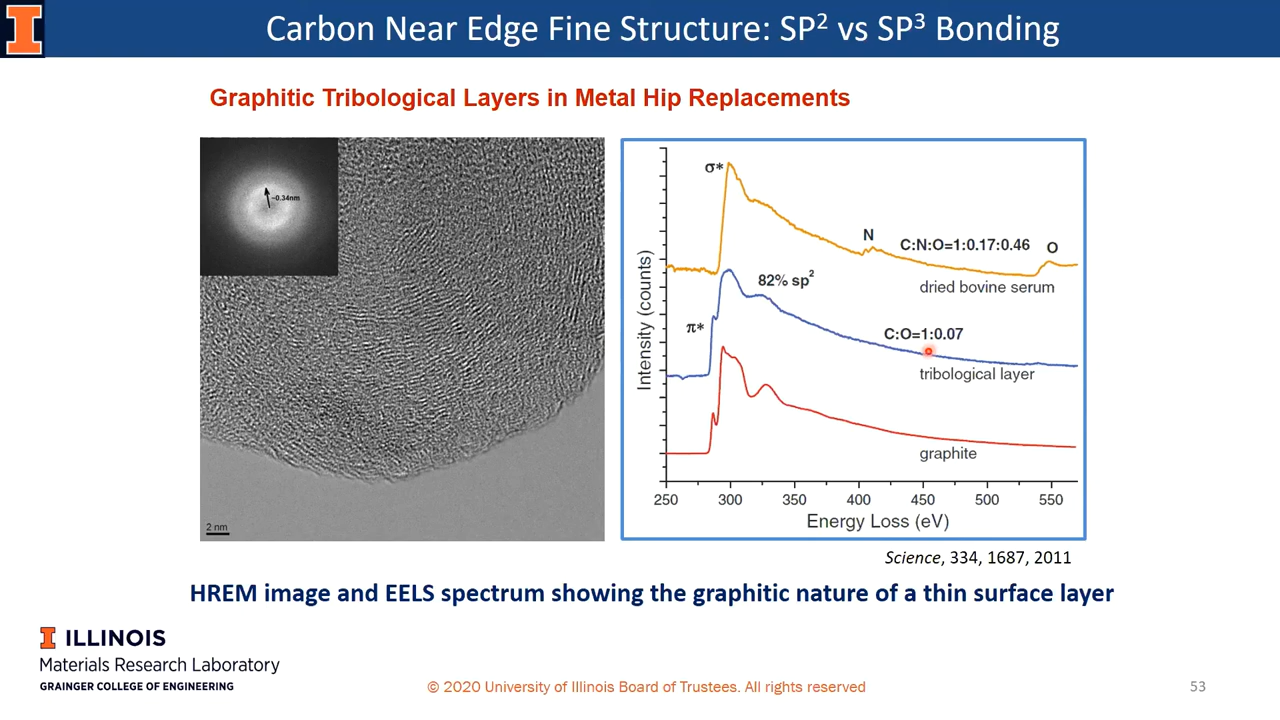 Carbon Near Edge Fine Structure: SP² vs SP³ Bonding
Graphitic Tribological Layers in Metal Hip Replacements
~0.34nm
2 nm
σ*
N
C:N:O=1:0.17:0.46
O
dried bovine serum
82% sp²
π*
C:O=1:0.07
tribological layer
graphite
Intensity (counts)
250 300 350 400 450 500 550
Energy Loss (eV)
Science, 334, 1687, 2011
HREM image and EELS spectrum showing the graphitic nature of a thin surface layer
I ILLINOIS
Materials Research Laboratory
GRAINGER COLLEGE OF ENGINEERING
© 2020 University of Illinois Board of Trustees. All rights reserved
53